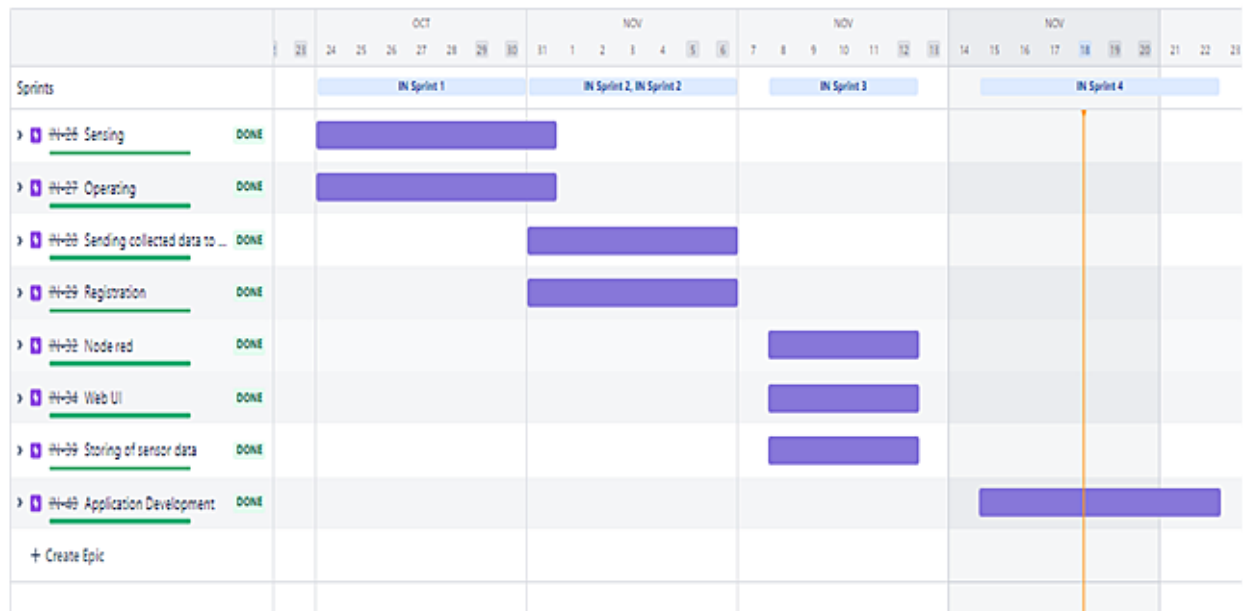 OCT NOV NOV NOV
23 24 25 26 27 28 29 30 31 1 2 3 4 5 6 7 8 9 10 11 12 13 14 15 16 17 18 19 20 21 22 23
Sprints IN Sprint 1 IN Sprint 2, IN Sprint 2 IN Sprint 3 IN Sprint 4
IN-26 Sensing DONE
IN-27 Operating DONE
Sending collected data to ... DONE
IN-29 Registration DONE
IN-32 Node red DONE
IN-34 Web UI DONE
IN-39 Storing of sensor data DONE
Application Development DONE
+ Create Epic